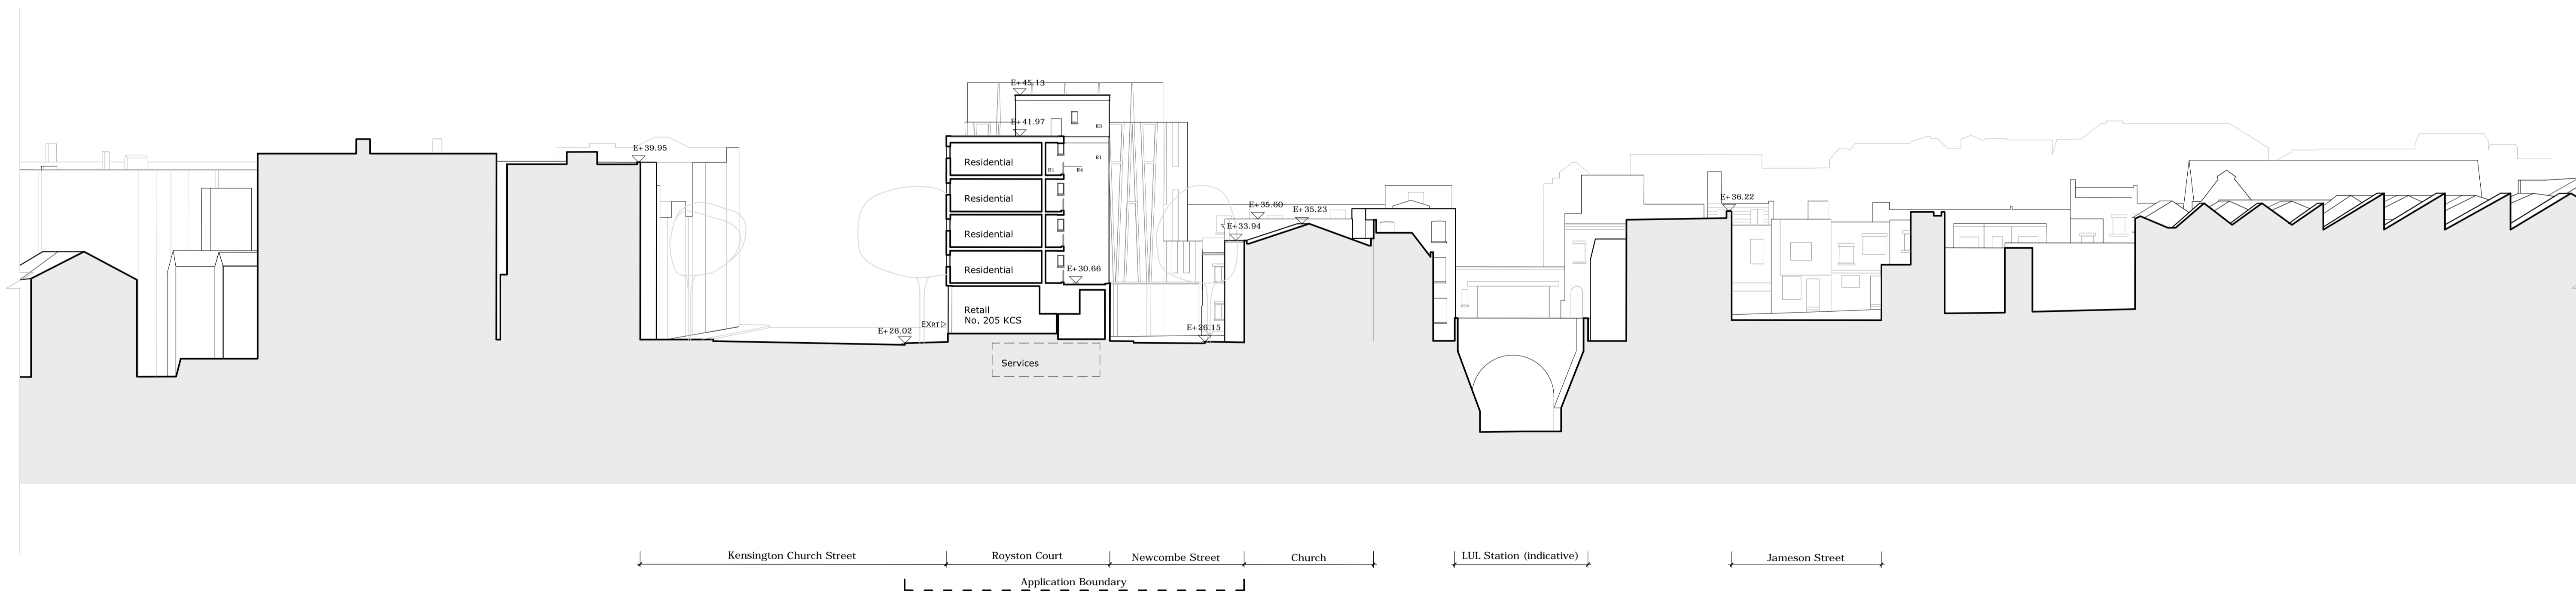 E+45.13
E+41.97
R3
E+39.95
Residential
R1
R1
R4
Residential
E+36.22
E+35.60
E+35.23
E+33.94
Residential
Residential
E+30.66
Retail
No. 205 KCS
EXRT
E+26.02
E+26.15
Services
Kensington Church Street
Royston Court
Newcombe Street
Church
LUL Station (indicative)
Jameson Street
Application Boundary